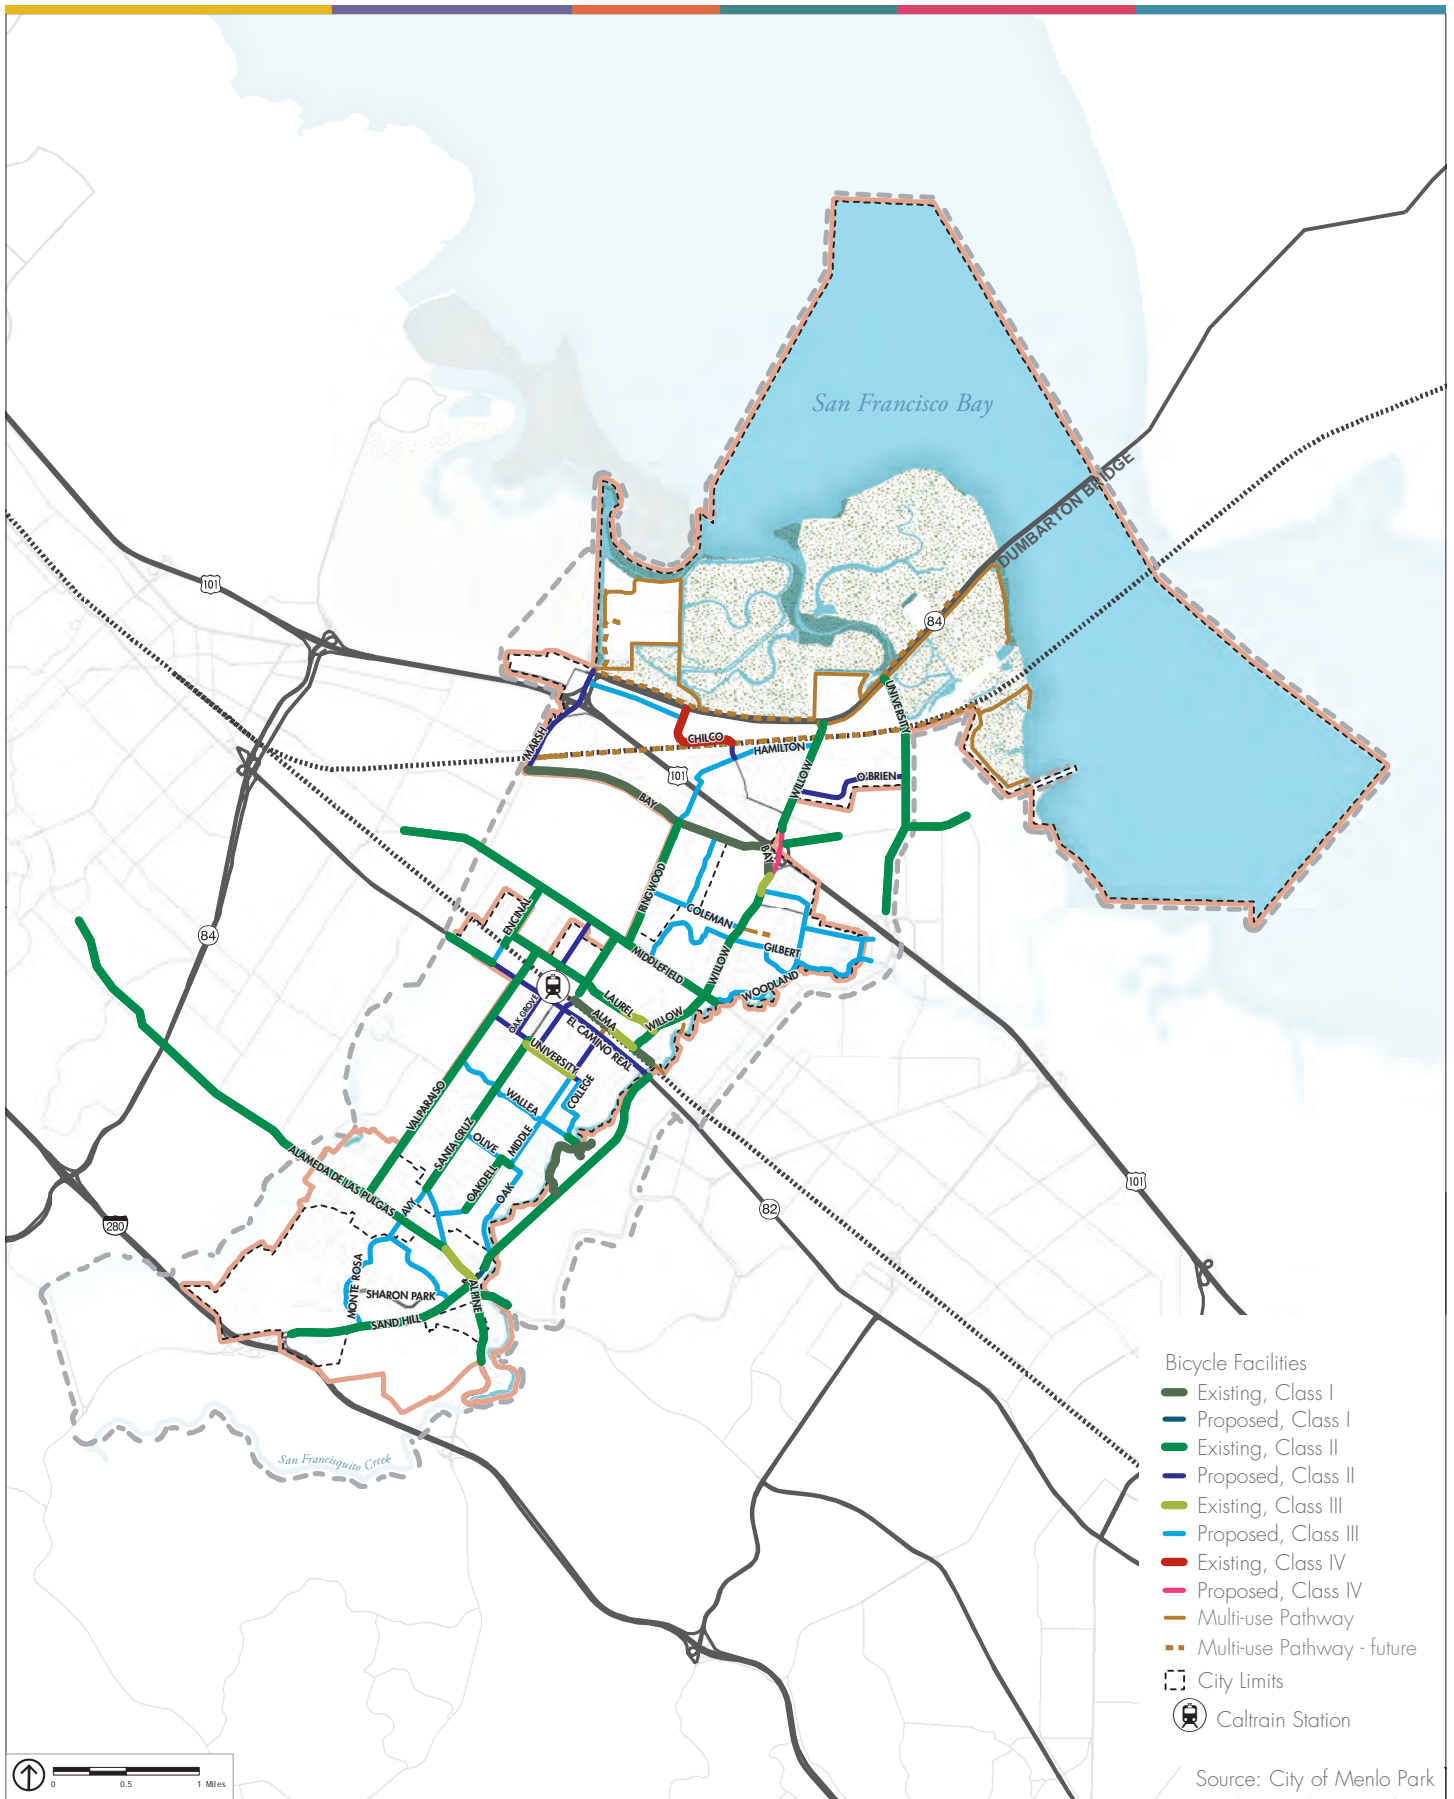 San Francisco Bay
DUMBARTON BRIDGE
101
84
UNIVERSITY
MARSH
CHILCO
HAMILTON
101
WILLOW
O'BRIEN
BAY
BAY
RINGWOOD
ENCINAL
COLEMAN
84
GILBERT
MIDDLEFIELD
WILLOW
WOODLAND
OAK GROVE
LAUREL
ALMA
WILLOW
EL CAMINO REAL
UNIVERSITY
VALPARAISO
WALLEA
COLLEGE
SANTA CRUZ
OLIVE
MIDDLE
ALAMEDA DE LAS PULGAS
OAKDELL
OAK
AVY
101
82
280
MONTE ROSA
SHARON PARK
ALPINE
SAND HILL
San Francisquito Creek
Bicycle Facilities
Existing, Class I
Proposed, Class I
Existing, Class II
Proposed, Class II
Existing, Class III
Proposed, Class III
Existing, Class IV
Proposed, Class IV
Multi-use Pathway
Multi-use Pathway - future
City Limits
Caltrain Station
0 0.5 1 Miles
Source: City of Menlo Park